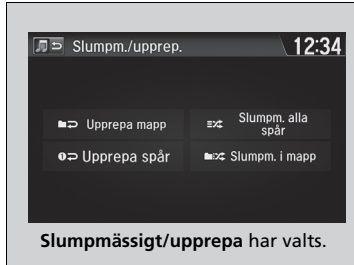 Slumpm./upprep.
12:34
Upprepa mapp
Slumpm. alla
spår
Upprepa spår
Slumpm. i mapp
Slumpmässigt/upprepa har valts.